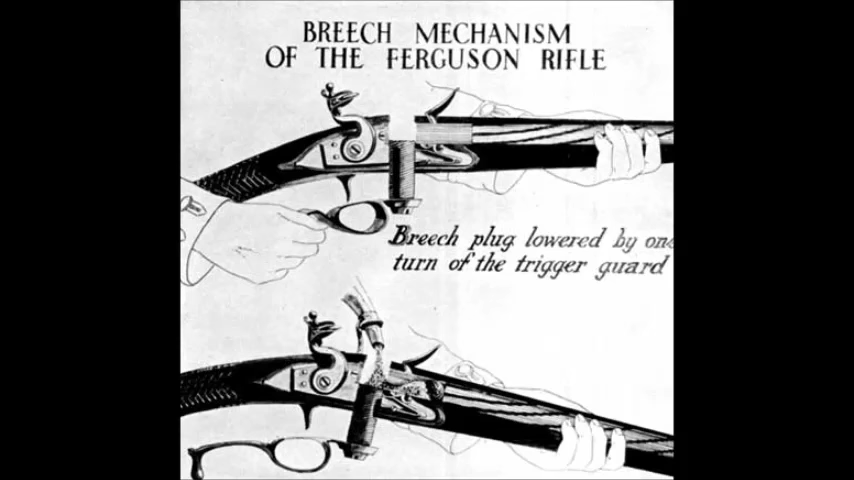 BREECH MECHANISM
OF THE FERGUSON RIFLE
Breech plug lowered by one
turn of the trigger guard